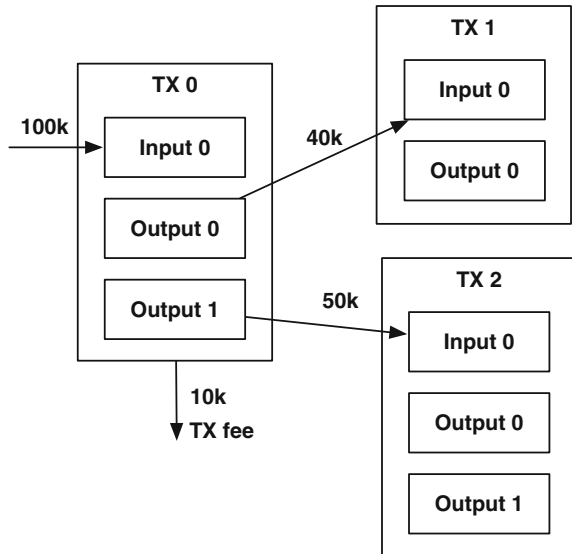 TX 0
100k
Input 0
Output 0
Output 1
10k
TX fee
40k
50k
TX 1
Input 0
Output 0
TX 2
Input 0
Output 0
Output 1